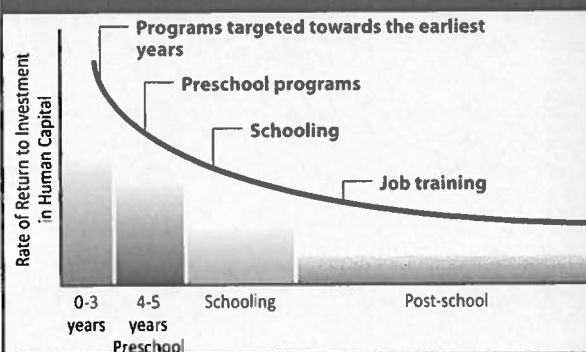 Programs targeted towards the earliest
years
Preschool programs
Schooling
Job training
Rate of Return to Investment
in Human Capital
0-3
years
4-5
years
Preschool
Schooling
Post-school